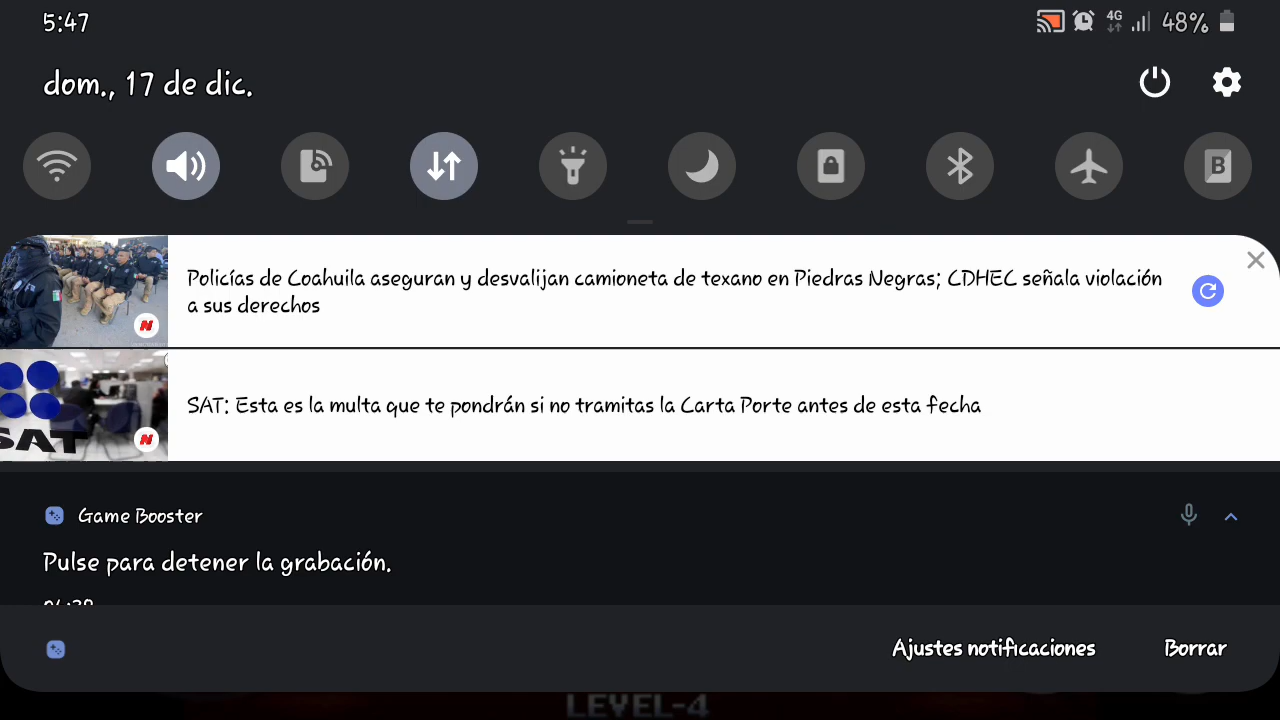 5:47
4G 48%
dom., 17 de dic.
B
Policías de Coahuila aseguran y desvalijan camioneta de texano en Piedras Negras; CDHEC señala violación
a sus derechos
N
SAT: Esta es la multa que te pondrán si no tramitas la Carta Porte antes de esta fecha
SAT
N
Game Booster
Pulse para detener la grabación.
Ajustes notificaciones Borrar
LEVEL-4